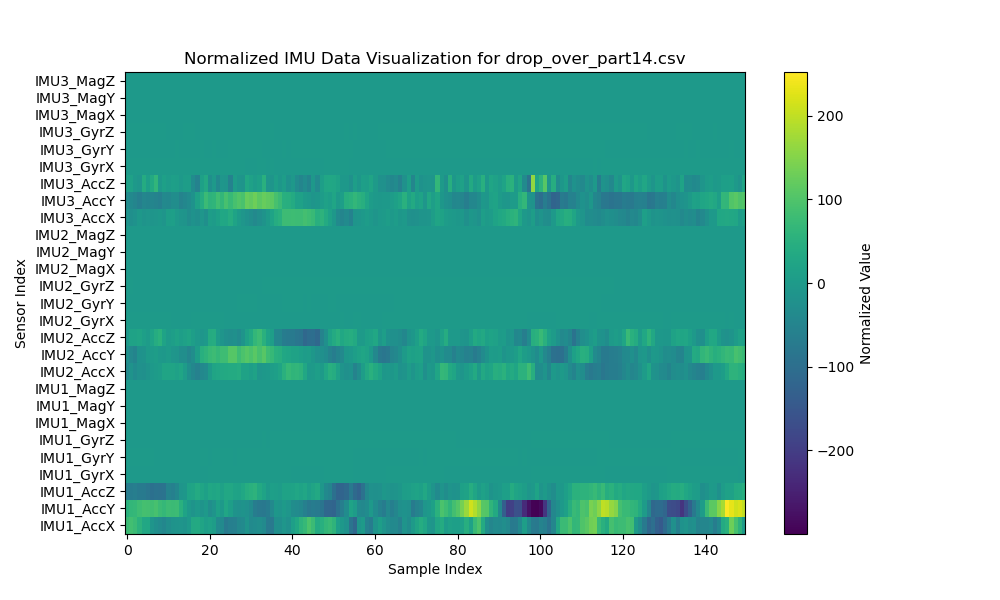 Normalized IMU Data Visualization for drop_over_part14.csv
IMU3_MagZ
IMU3_MagY
IMU3_MagX
IMU3_GyrZ
IMU3_GyrY
IMU3_GyrX
IMU3_AccZ
IMU3_AccY
IMU3_AccX
IMU2_MagZ
IMU2_MagY
IMU2_MagX
IMU2_GyrZ
IMU2_GyrY
IMU2_GyrX
IMU2_AccZ
IMU2_AccY
IMU2_AccX
IMU1_MagZ
IMU1_MagY
IMU1_MagX
IMU1_GyrZ
IMU1_GyrY
IMU1_GyrX
IMU1_AccZ
IMU1_AccY
IMU1_AccX
Sensor Index
0 20 40 60 80 100 120 140
Sample Index
200
100
0
−100
−200
Normalized Value